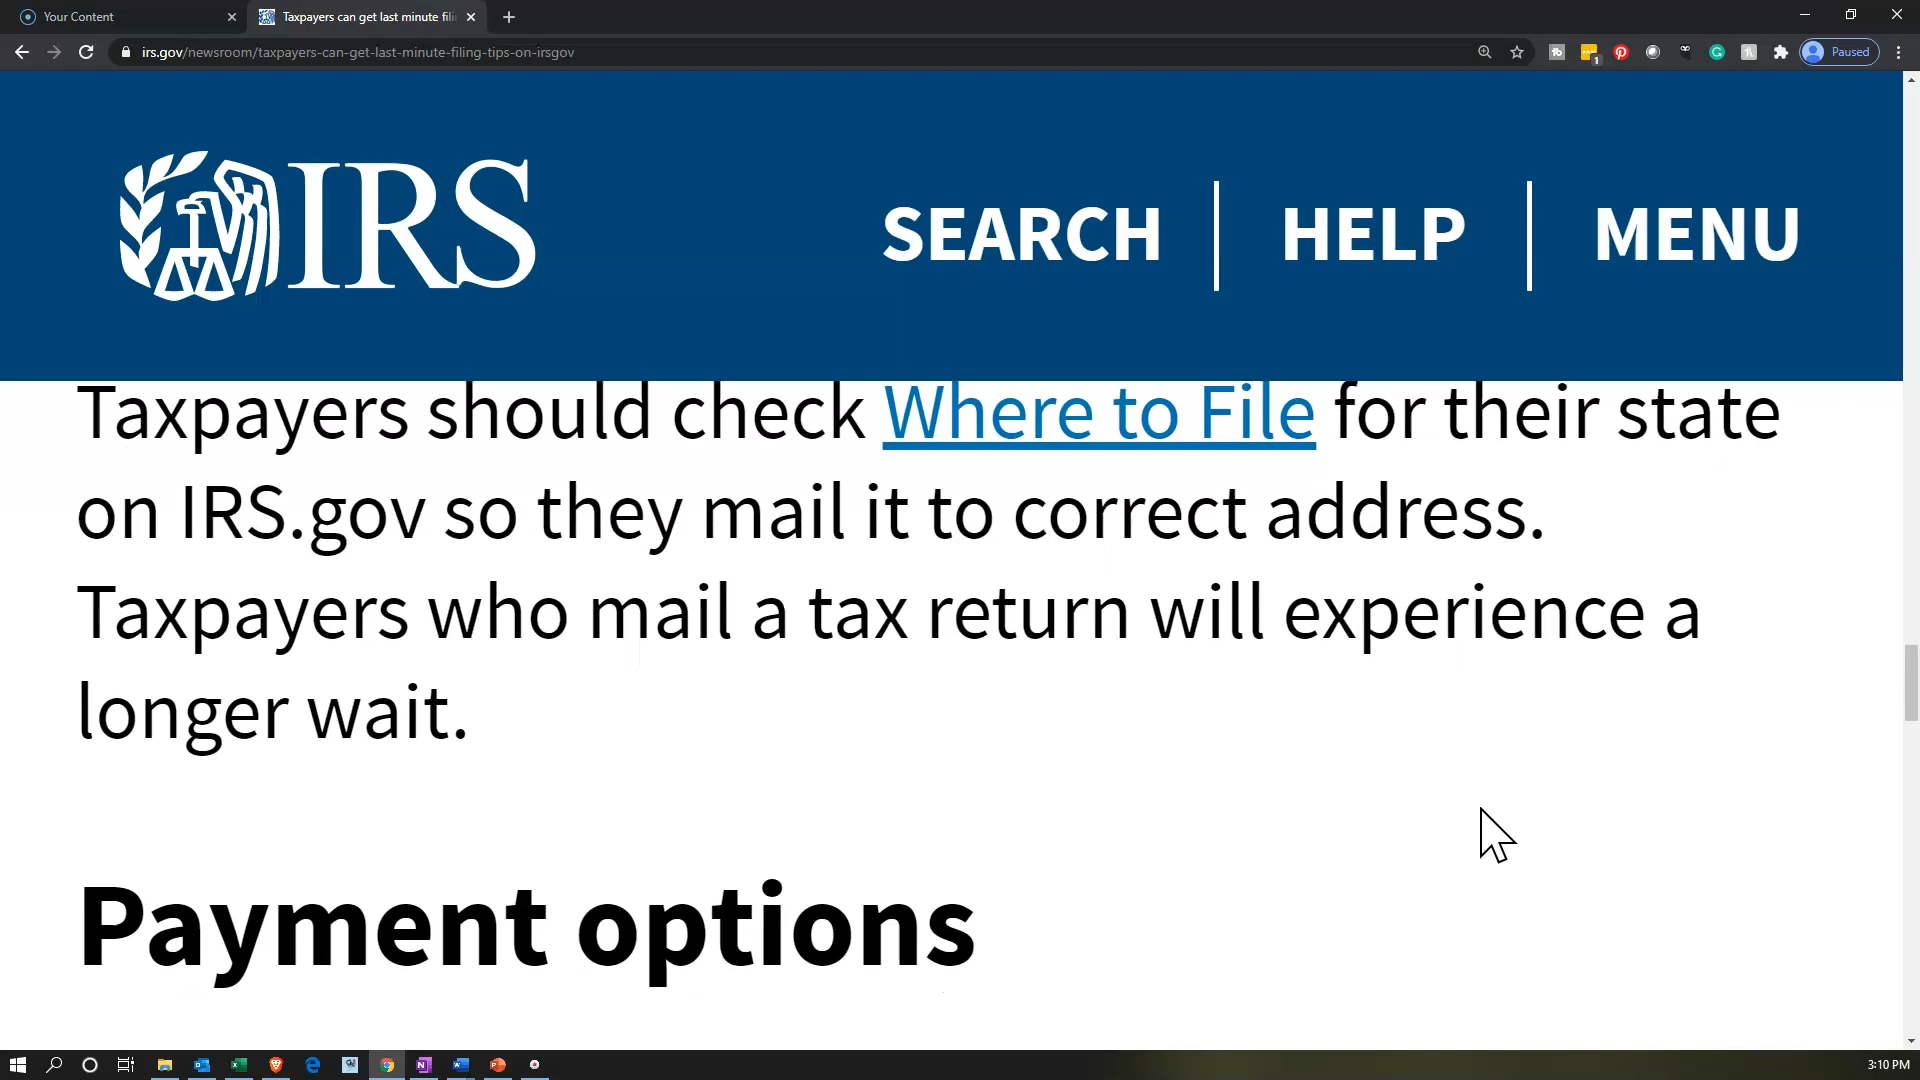 Your Content
Taxpayers can get last minute fili
irs.gov/newsroom/taxpayers-can-get-last-minute-filing-tips-on-irsgov
1
Paused
IRS
SEARCH
HELP
MENU
Taxpayers should check Where to File for their state
on IRS.gov so they mail it to correct address.
Taxpayers who mail a tax return will experience a
longer wait.
Payment options
3:10 PM